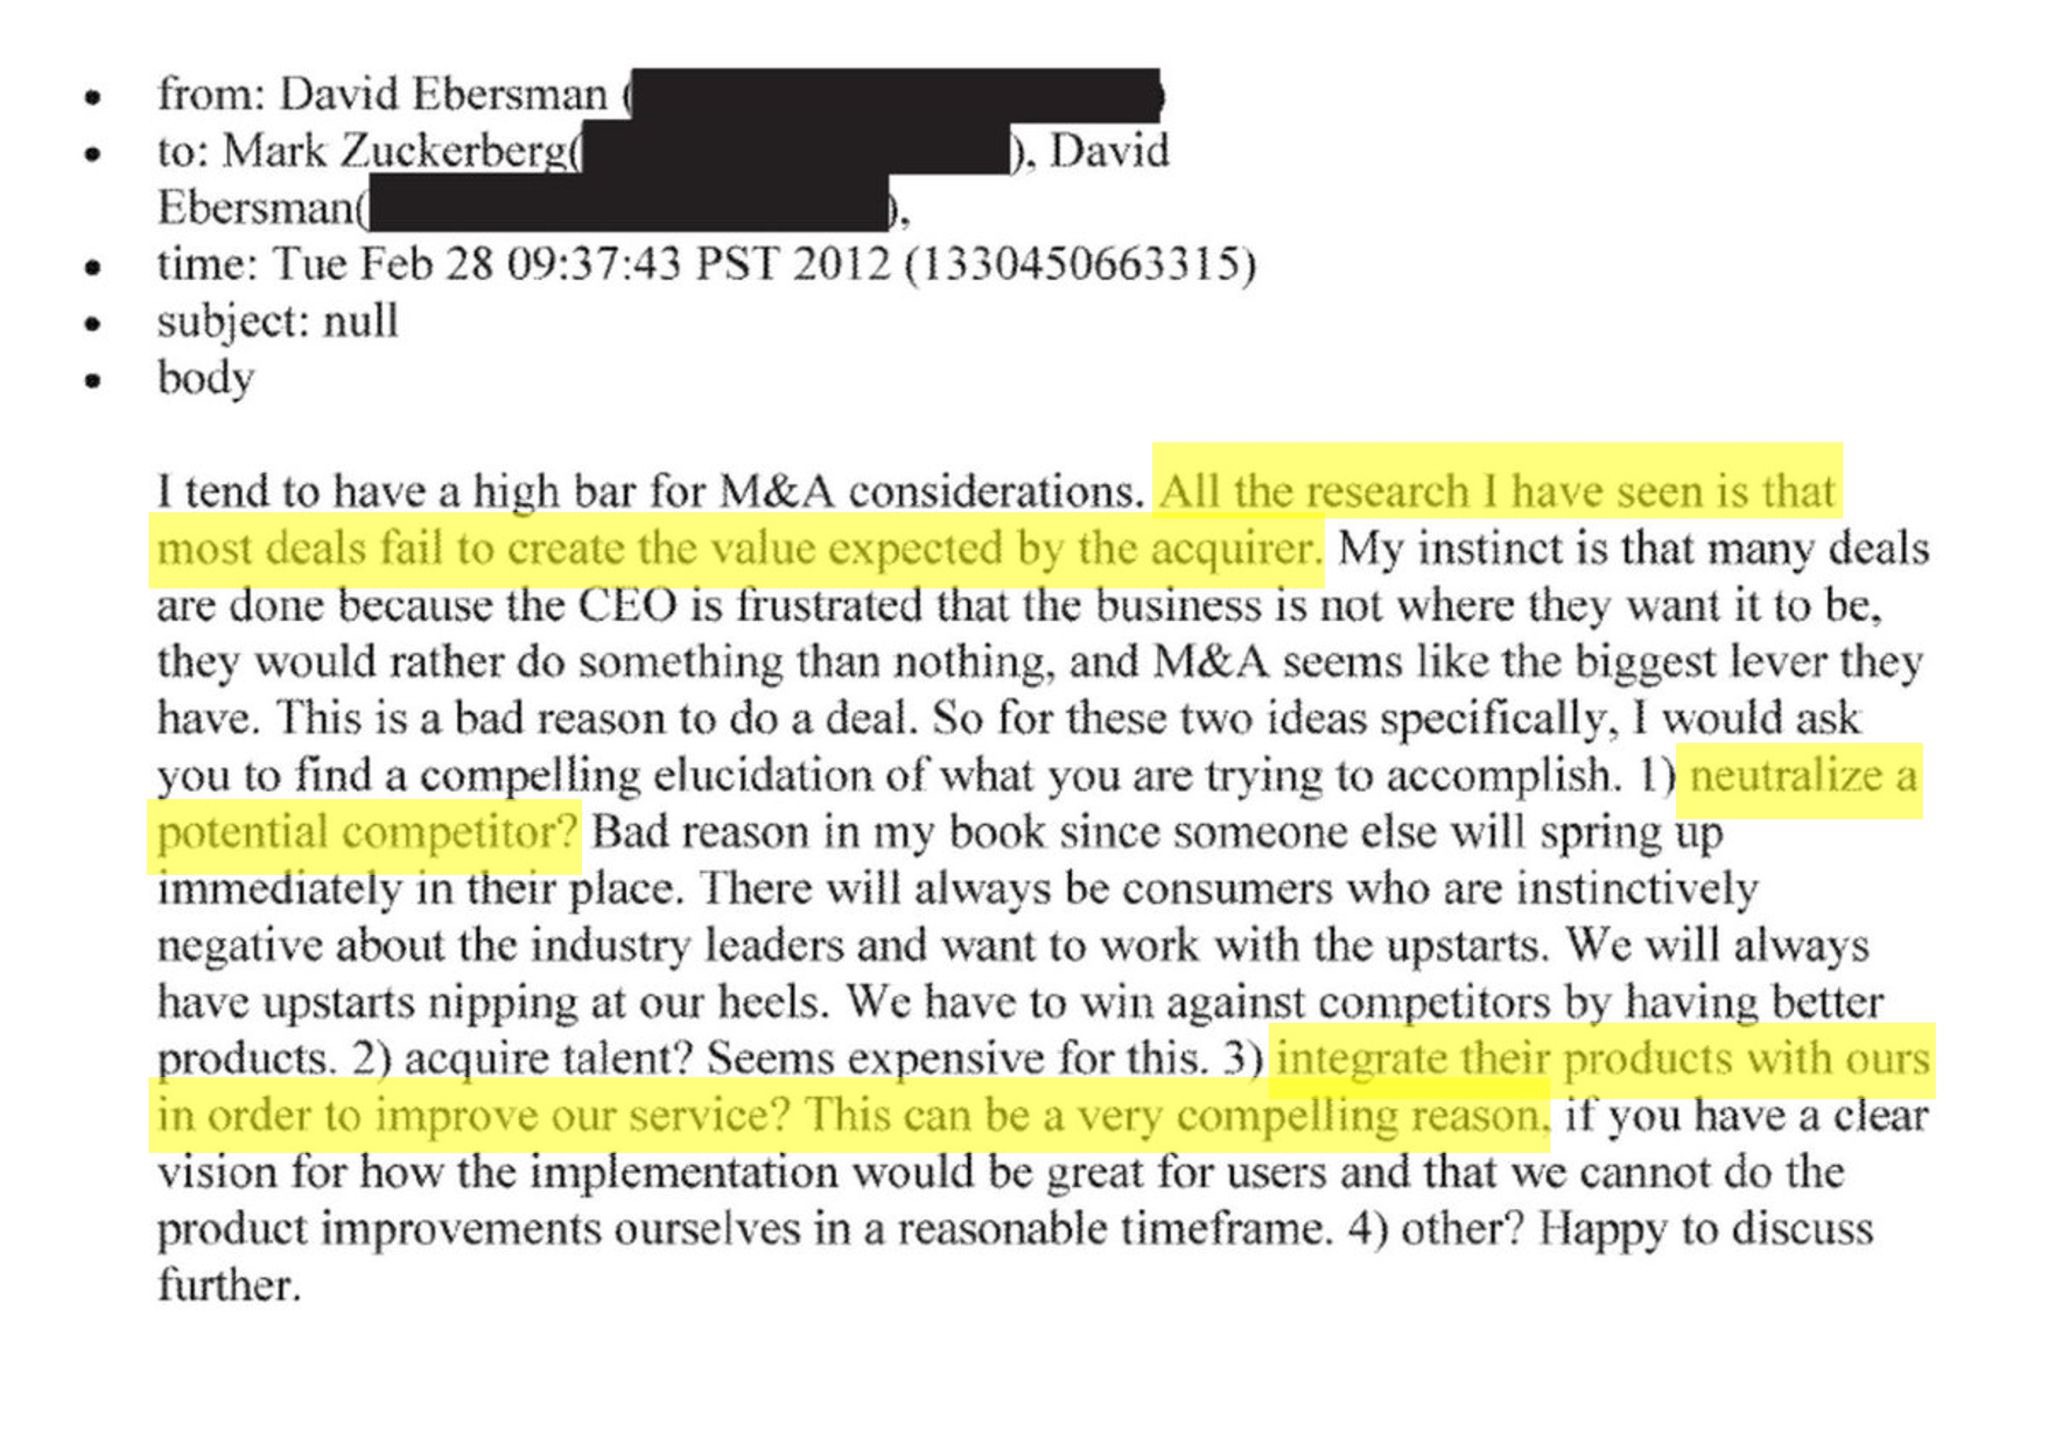 from: David Ebersman (
to: Mark Zuckerberg( ), David
Ebersman( ),
time: Tue Feb 28 09:37:43 PST 2012 (1330450663315)
subject: null
body
I tend to have a high bar for M&A considerations. All the research I have seen is that
most deals fail to create the value expected by the acquirer. My instinct is that many deals
are done because the CEO is frustrated that the business is not where they want it to be,
they would rather do something than nothing, and M&A seems like the biggest lever they
have. This is a bad reason to do a deal. So for these two ideas specifically, I would ask
you to find a compelling elucidation of what you are trying to accomplish. 1) neutralize a
potential competitor? Bad reason in my book since someone else will spring up
immediately in their place. There will always be consumers who are instinctively
negative about the industry leaders and want to work with the upstarts. We will always
have upstarts nipping at our heels. We have to win against competitors by having better
products. 2) acquire talent? Seems expensive for this. 3) integrate their products with ours
in order to improve our service? This can be a very compelling reason, if you have a clear
vision for how the implementation would be great for users and that we cannot do the
product improvements ourselves in a reasonable timeframe. 4) other? Happy to discuss
further.